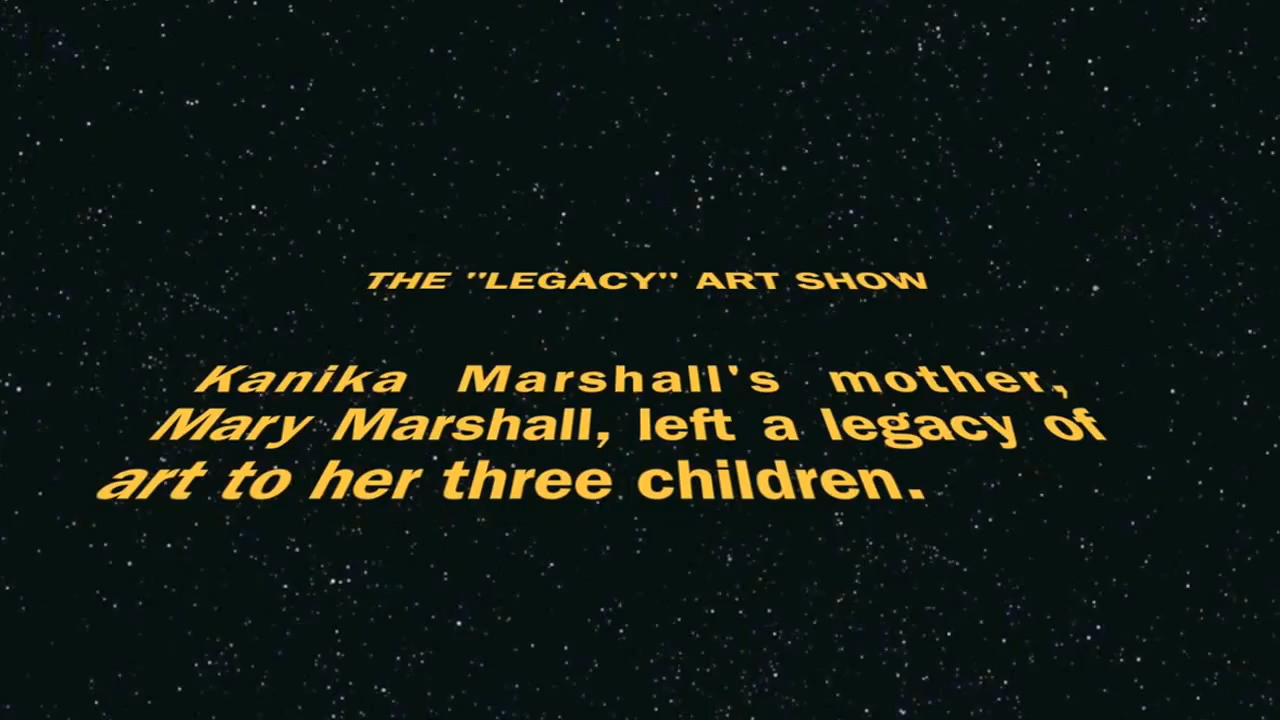 THE "LEGACY" ART SHOW
Kanika Marshall's mother,
Mary Marshall, left a legacy of
art to her three children.